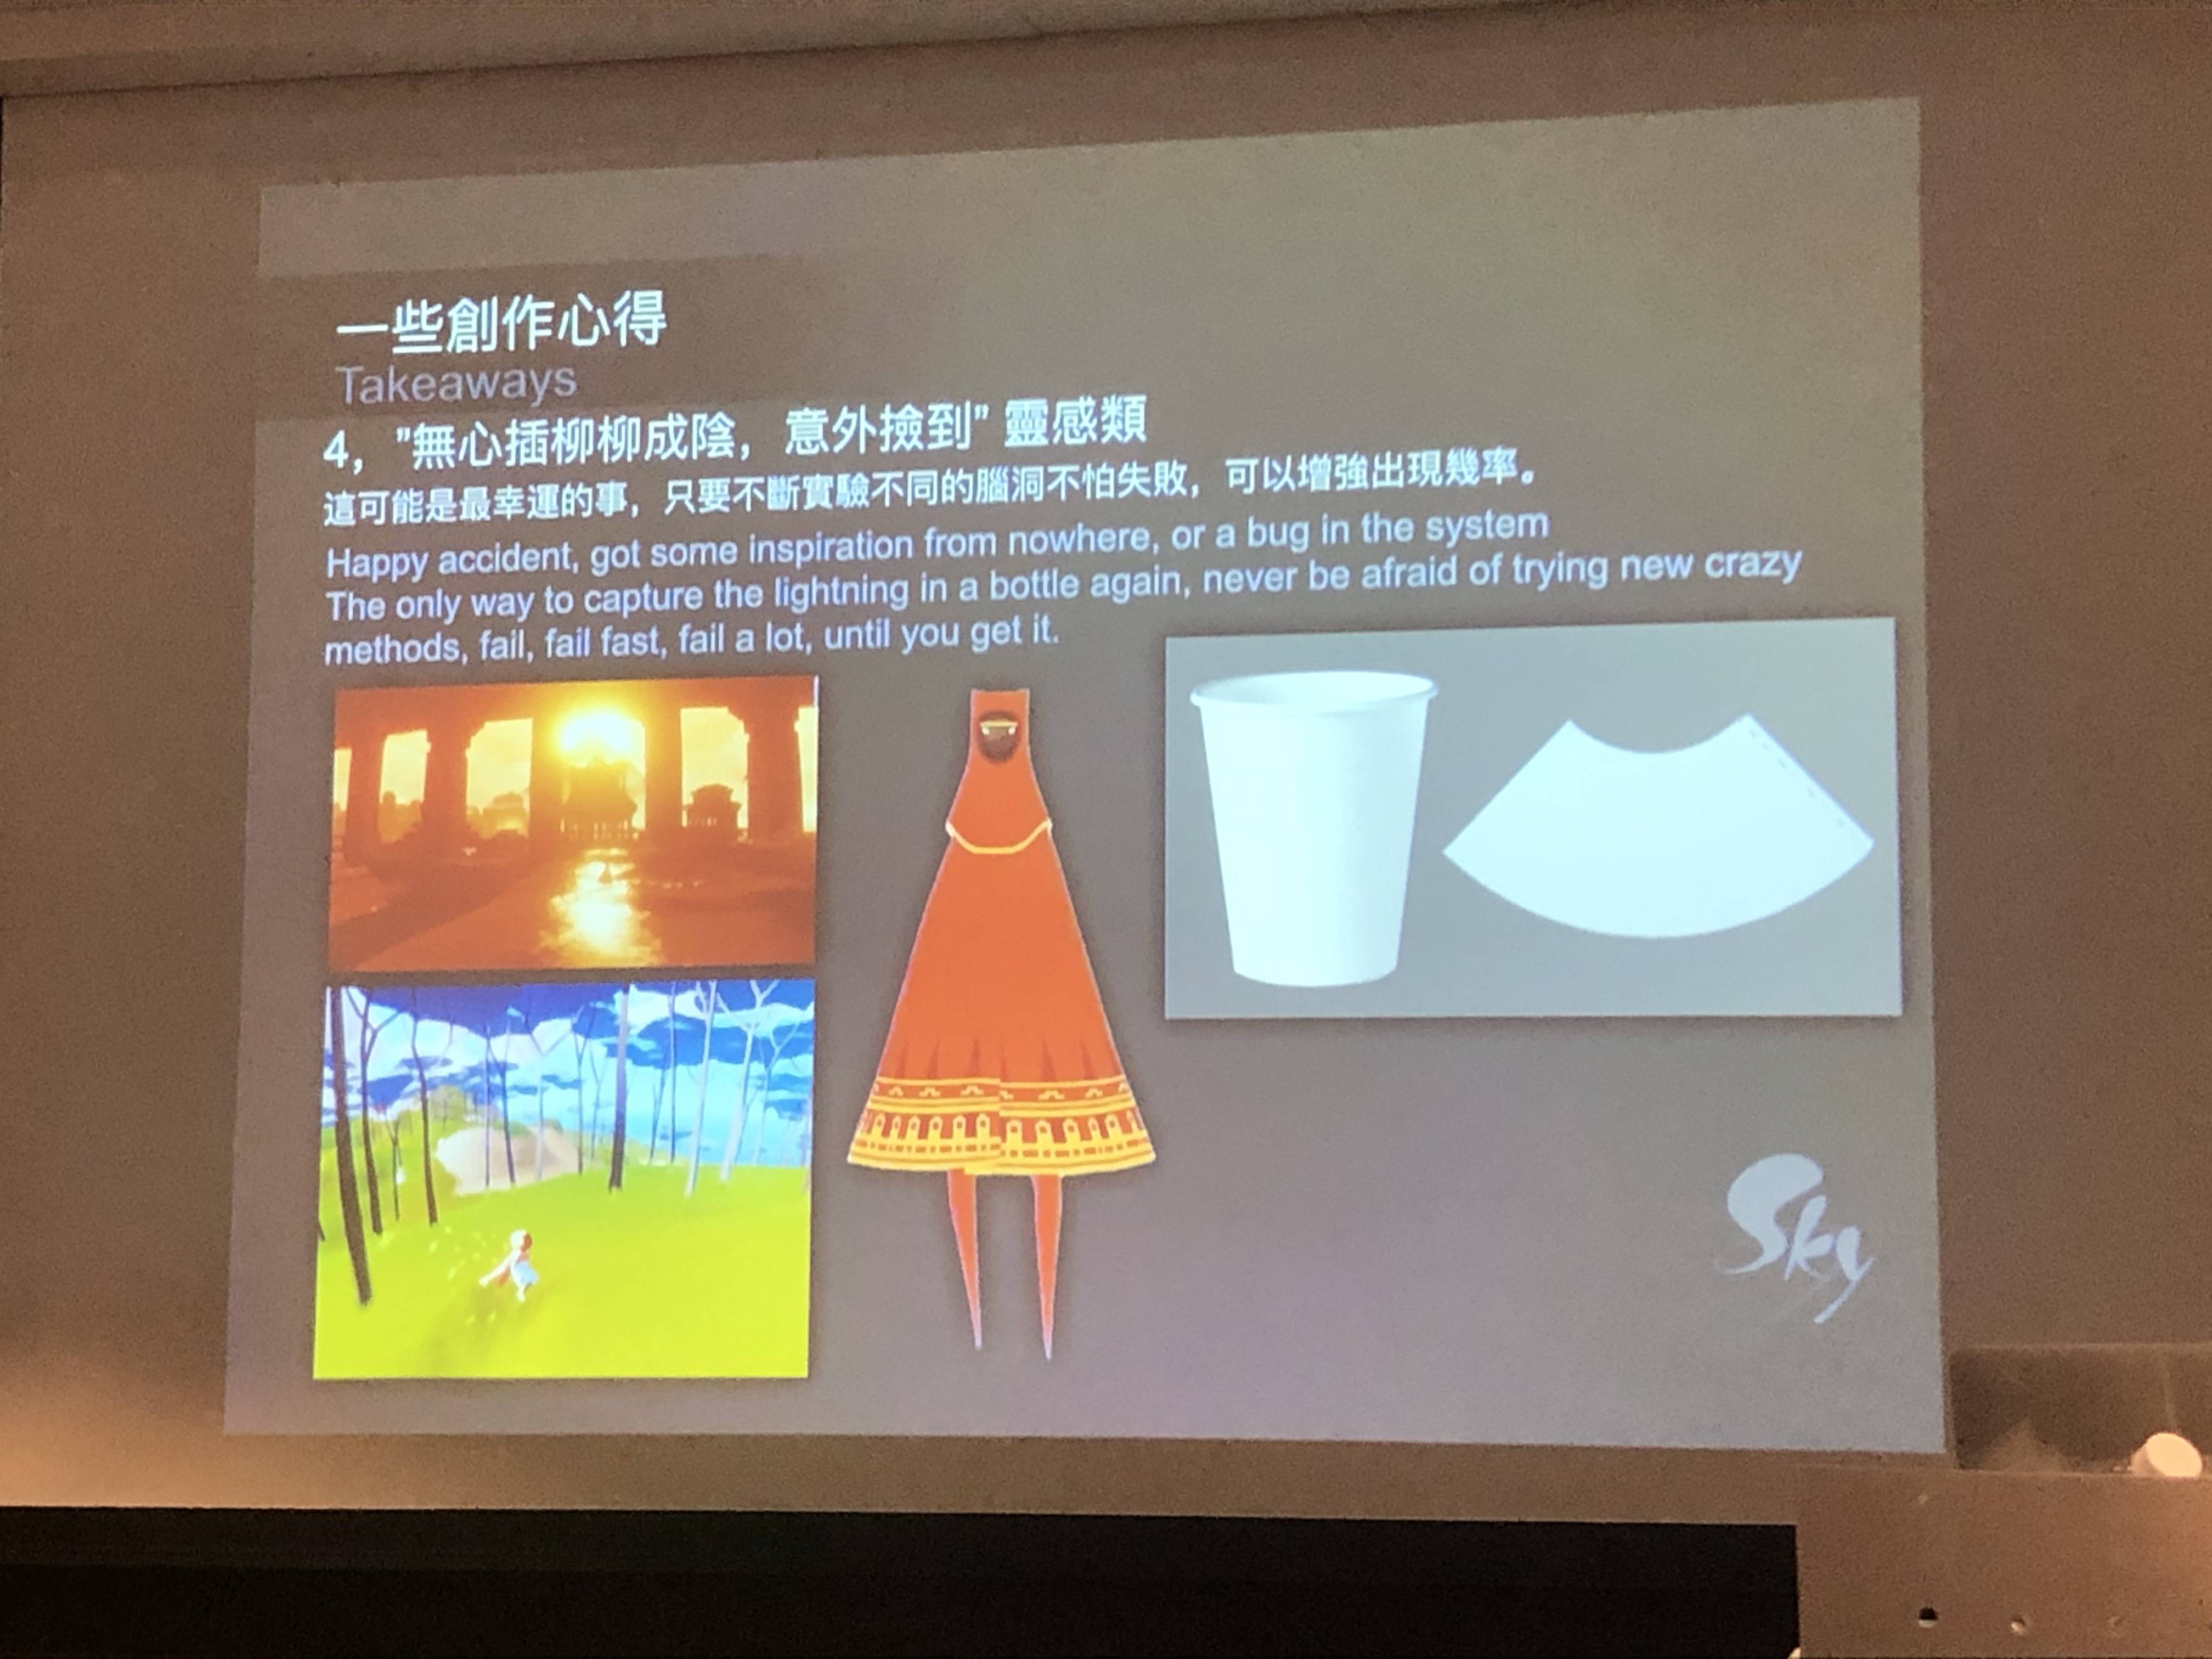 一些創作心得
Takeaways
4，"無心插柳柳成陰，意外撿到" 靈感類
這可能是最幸運的事，只要不斷實驗不同的腦洞不怕失敗，可以增強出現幾率。
Happy accident, got some inspiration from nowhere, or a bug in the system
The only way to capture the lightning in a bottle again, never be afraid of trying new crazy
methods, fail, fail fast, fail a lot, until you get it.
Sky